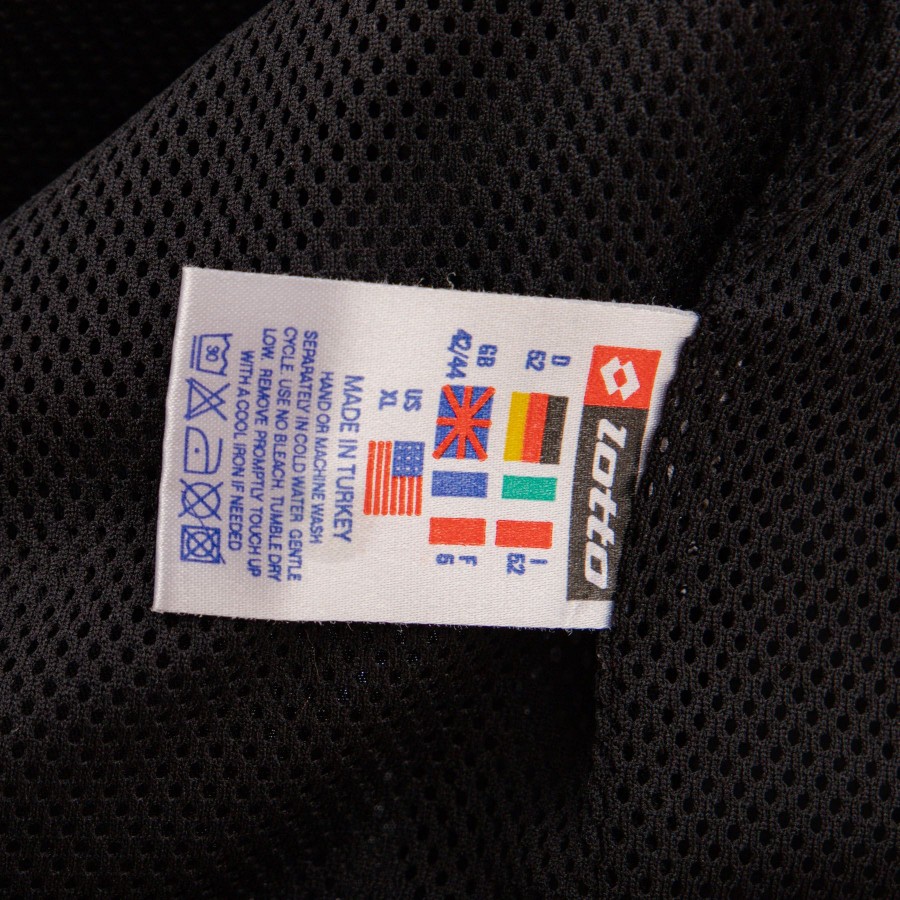 lotto
D
52
I
52
GB
42/44
F
5
US
XL
MADE IN TURKEY
HAND OR MACHINE WASH
SEPARATELY IN COLD WATER GENTLE
CYCLE. USE NO BLEACH. TUMBLE DRY
LOW. REMOVE PROMPTLY TOUCH UP
WITH A COOL IRON IF NEEDED
30